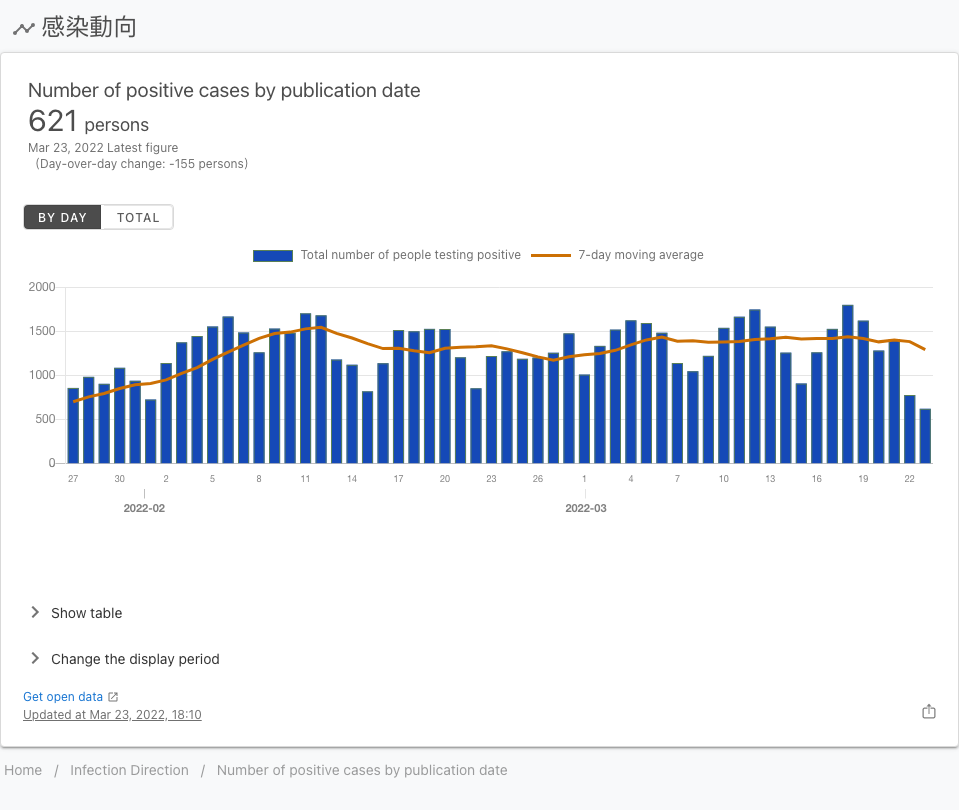 感染動向
Number of positive cases by publication date
621 persons
Mar 23, 2022 Latest figure
(Day-over-day change: -155 persons)
BY DAY TOTAL
Total number of people testing positive 7-day moving average
2000
1500
1000
500
0
27 30 2 5 8 11 14 17 20 23 26 1 4 7 10 13 16 19 22
2022-02 2022-03
Show table
Change the display period
Get open data
Updated at Mar 23, 2022, 18:10
Home / Infection Direction / Number of positive cases by publication date